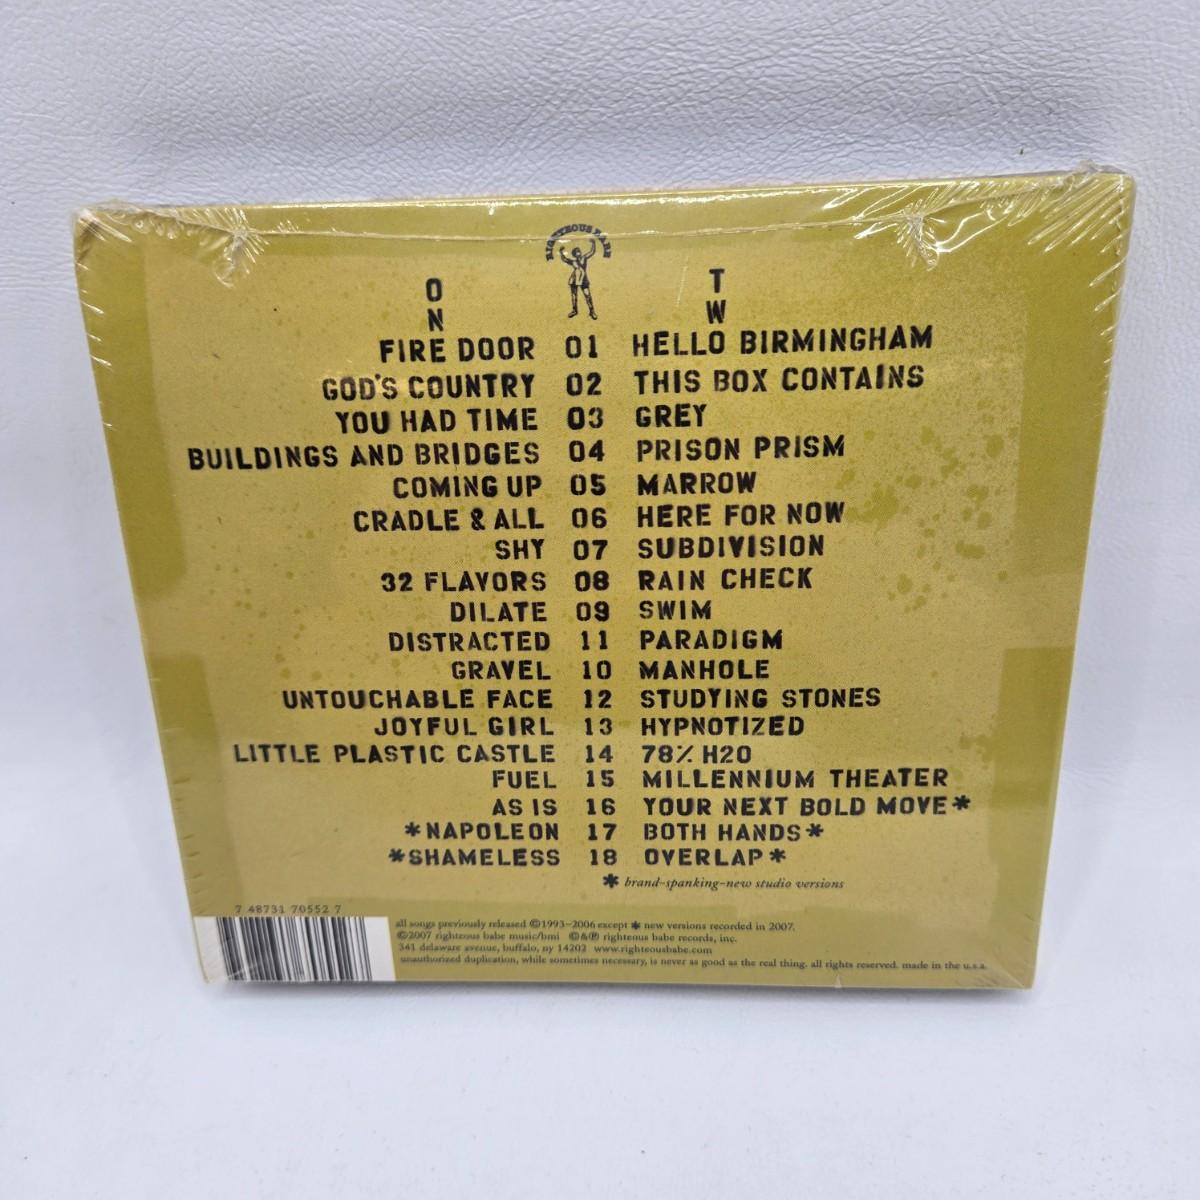 RIGHTEOUS BABE
O
N
T
W
FIRE DOOR 01 HELLO BIRMINGHAM
GOD'S COUNTRY 02 THIS BOX CONTAINS
YOU HAD TIME 03 GREY
BUILDINGS AND BRIDGES 04 PRISON PRISM
COMING UP 05 MARROW
CRADLE & ALL 06 HERE FOR NOW
SHY 07 SUBDIVISION
32 FLAVORS 08 RAIN CHECK
DILATE 09 SWIM
DISTRACTED 11 PARADIGM
GRAVEL 10 MANHOLE
UNTOUCHABLE FACE 12 STUDYING STONES
JOYFUL GIRL 13 HYPNOTIZED
LITTLE PLASTIC CASTLE 14 78% H2O
FUEL 15 MILLENNIUM THEATER
AS IS 16 YOUR NEXT BOLD MOVE*
*NAPOLEON 17 BOTH HANDS*
*SHAMELESS 18 OVERLAP*
* brand-spanking-new studio versions
7 48731 70552 7
all songs previously released ©1993-2006 except * new versions recorded in 2007.
©2007 righteous babe music/bmi ©&℗ righteous babe records, inc.
341 delaware avenue, buffalo, ny 14202 www.righteousbabe.com
unauthorized duplication, while sometimes necessary, is never as good as the real thing. all rights reserved. made in the u.s.a.